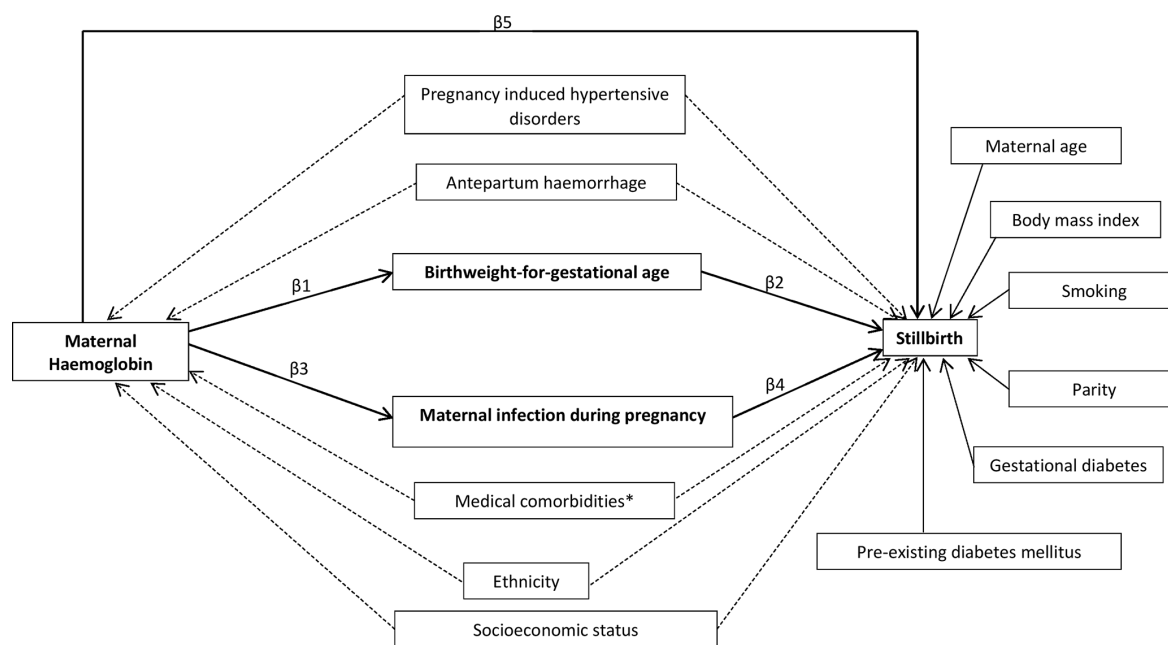 β5
Pregnancy induced hypertensive
disorders
Maternal age
Antepartum haemorrhage
Body mass index
Birthweight-for-gestational age
β1
β2
Smoking
Maternal
Haemoglobin
Stillbirth
β3
β4
Parity
Maternal infection during pregnancy
Gestational diabetes
Medical comorbidities*
Pre-existing diabetes mellitus
Ethnicity
Socioeconomic status